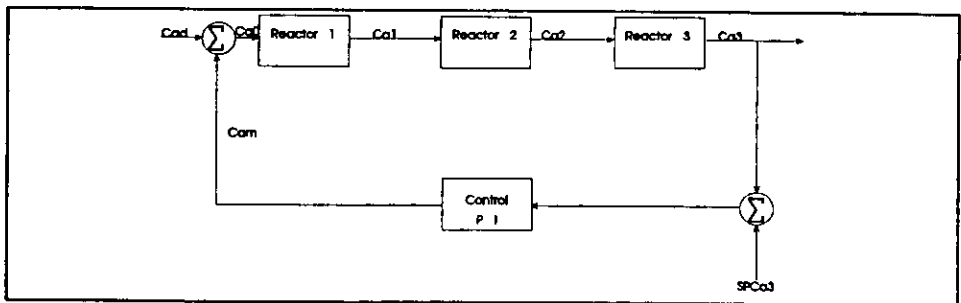 Cad
Ca0
Reactor 1
Ca1
Reactor 2
Ca2
Reactor 3
Ca3
Cam
Control
P I
Σ
Σ
SPCa3